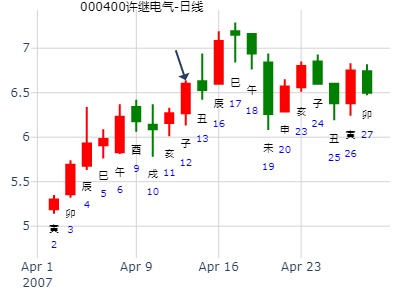 000400许继电气-日线
7
6.5
6
5.5
5
寅
2
卯
3
辰
4
巳
5
午
6
酉
9
戌
10
亥
11
子
12
丑
13
辰
16
巳
17
午
18
未
19
申
20
亥
23
子
24
丑
25
寅
26
卯
27
Apr 1
2007
Apr 9
Apr 16
Apr 23